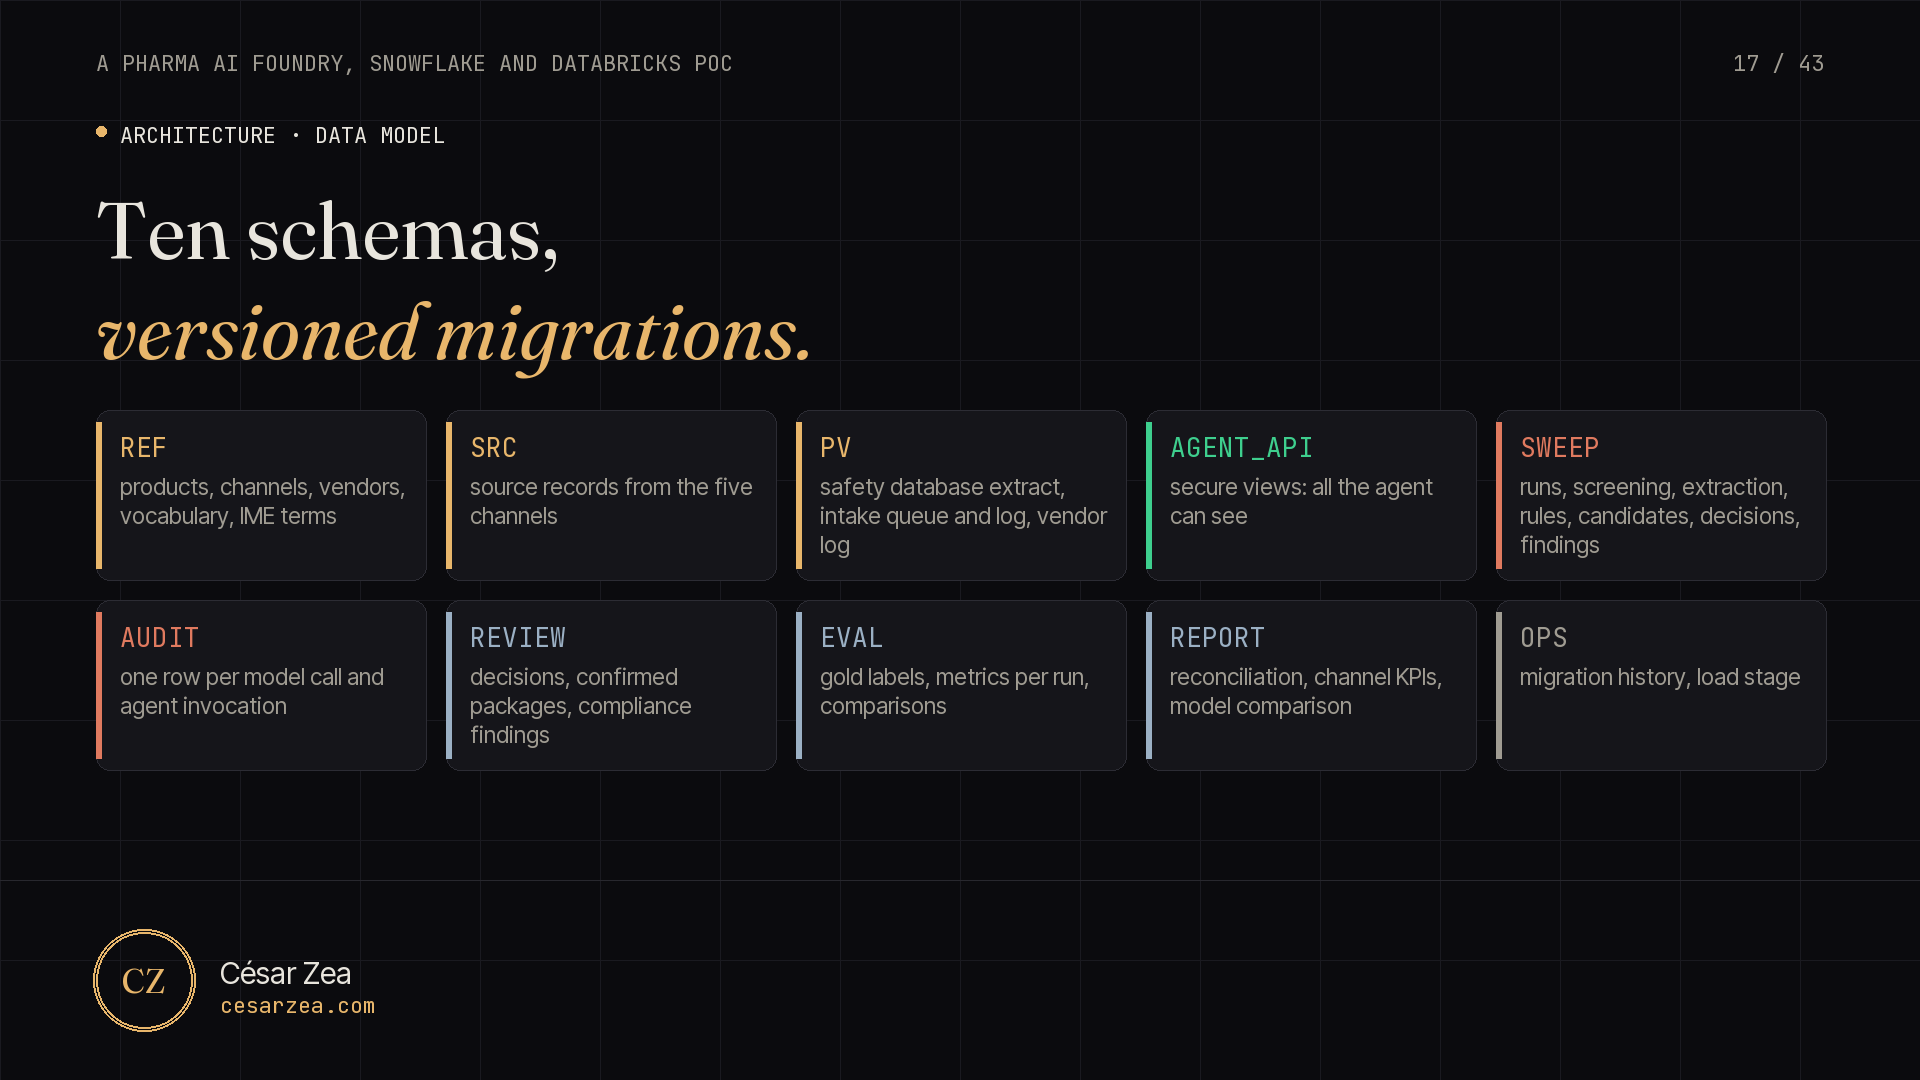 A PHARMA AI FOUNDRY, SNOWFLAKE AND DATABRICKS POC
17 / 43
ARCHITECTURE · DATA MODEL
Ten schemas,
versioned migrations.
REF
products, channels, vendors,
vocabulary, IME terms
SRC
source records from the five
channels
PV
safety database extract,
intake queue and log, vendor
log
AGENT_API
secure views: all the agent
can see
SWEEP
runs, screening, extraction,
rules, candidates, decisions,
findings
AUDIT
one row per model call and
agent invocation
REVIEW
decisions, confirmed
packages, compliance
findings
EVAL
gold labels, metrics per run,
comparisons
REPORT
reconciliation, channel KPIs,
model comparison
OPS
migration history, load stage
CZ
César Zea
cesarzea.com